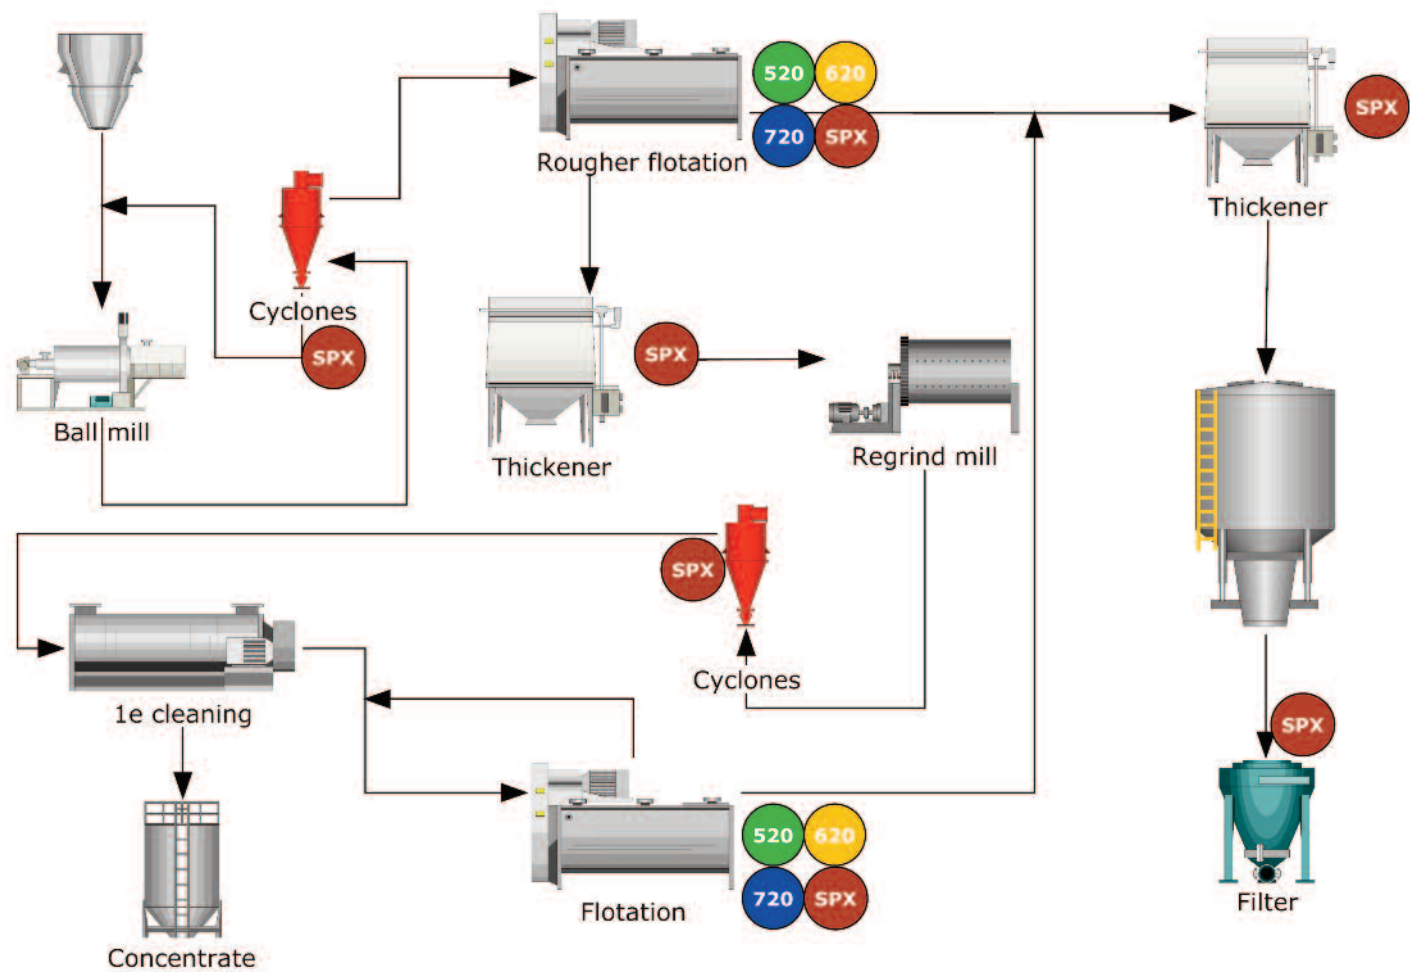 520 620
720 SPX
Rougher flotation
SPX
Thickener
Cyclones
SPX
SPX
Ball mill
Thickener
Regrind mill
SPX
Cyclones
1e cleaning
SPX
520 620
720 SPX
Flotation
Filter
Concentrate